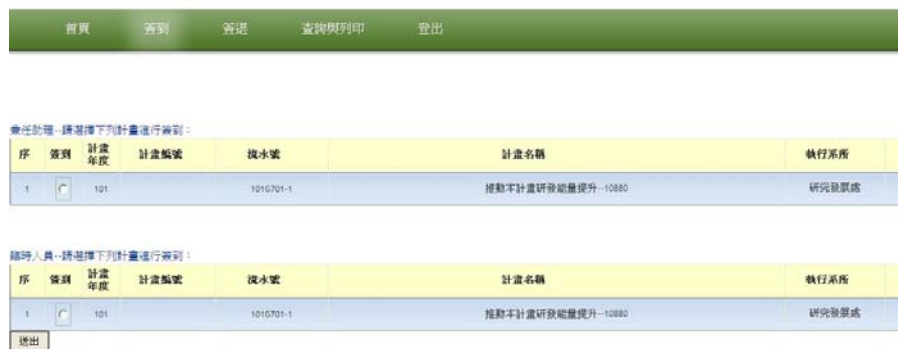 首頁 簽到 簽退 查詢與列印 登出
兼任助理--請選擇下列計畫進行簽到：
序 簽到 計畫年度 計畫編號 流水號 計畫名稱 執行系所
1 101 101G701-1 推動本計畫研發能量提升--10880 研究發展處
臨時人員--請選擇下列計畫進行簽到：
序 簽到 計畫年度 計畫編號 流水號 計畫名稱 執行系所
1 101 101G701-1 推動本計畫研發能量提升--10880 研究發展處
送出